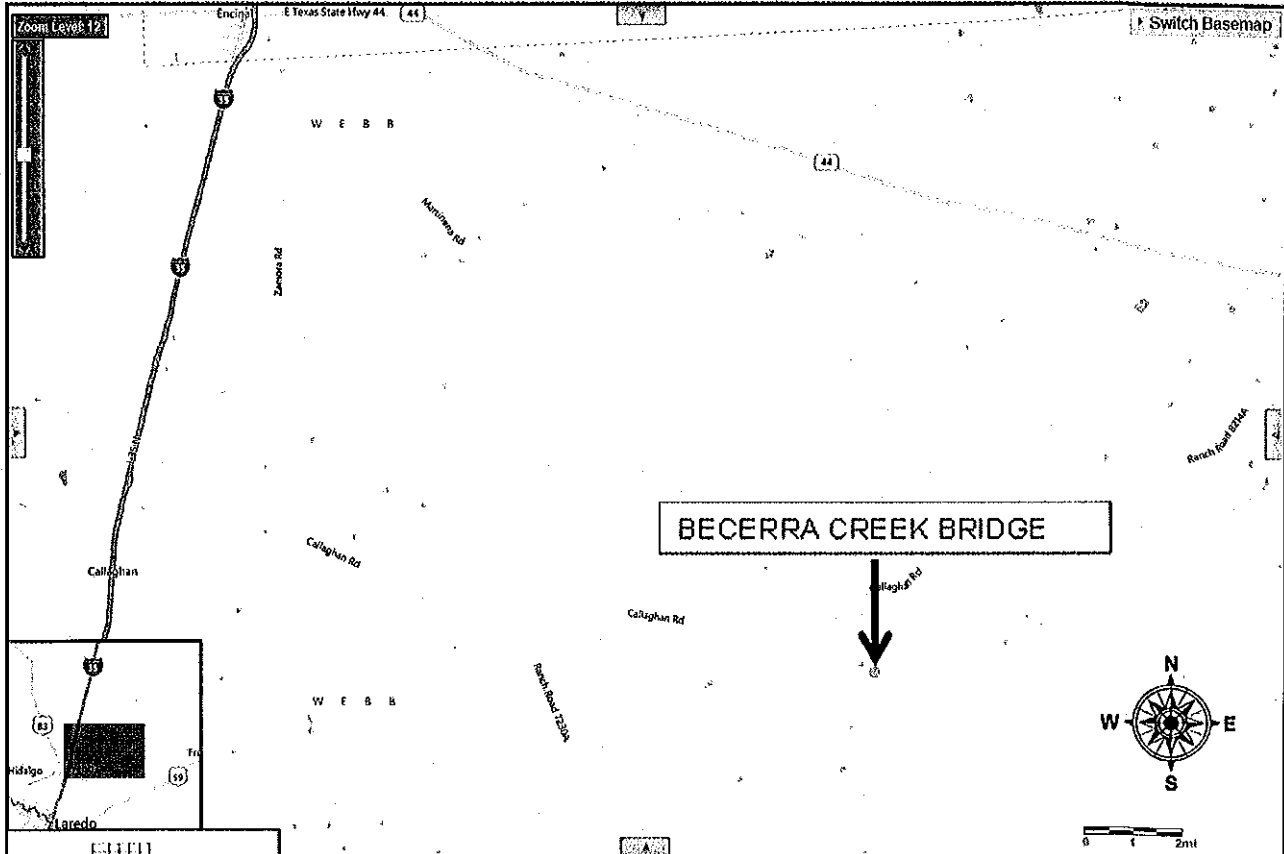 Encinal
E Texas State Hwy 44
44
Zoom Level 12
Switch Basemap
35
W E B B
44
Martinena Rd
35
Zamora Rd
I-35 N
Ranch Road 8214A
BECERRA CREEK BRIDGE
Callaghan Rd
Callaghan
Callaghan Rd
Callaghan Rd
35
Ranch Road 7230A
W E B B
N
W
E
S
83
59
Hidalgo
Laredo
0 1 2mi